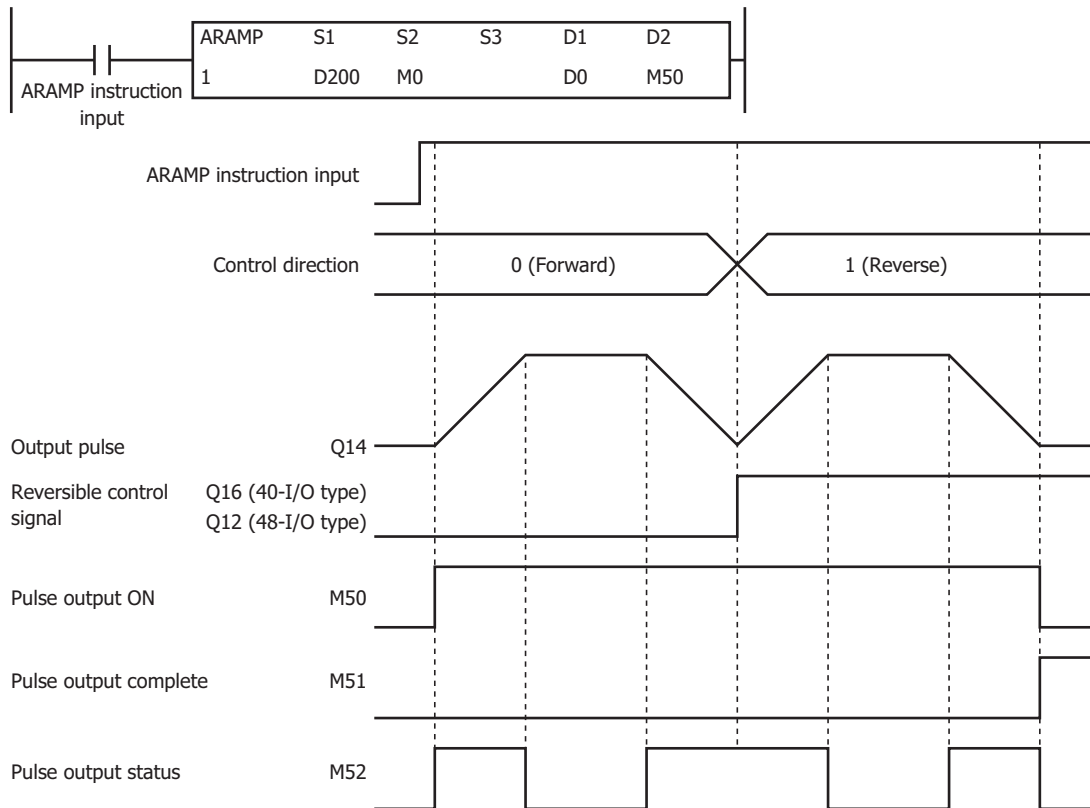 ARAMP S1 S2 S3 D1 D2
1 D200 M0 D0 M50
ARAMP instruction
input
ARAMP instruction input
Control direction 0 (Forward) 1 (Reverse)
Output pulse Q14
Reversible control Q16 (40-I/O type)
signal Q12 (48-I/O type)
Pulse output ON M50
Pulse output complete M51
Pulse output status M52